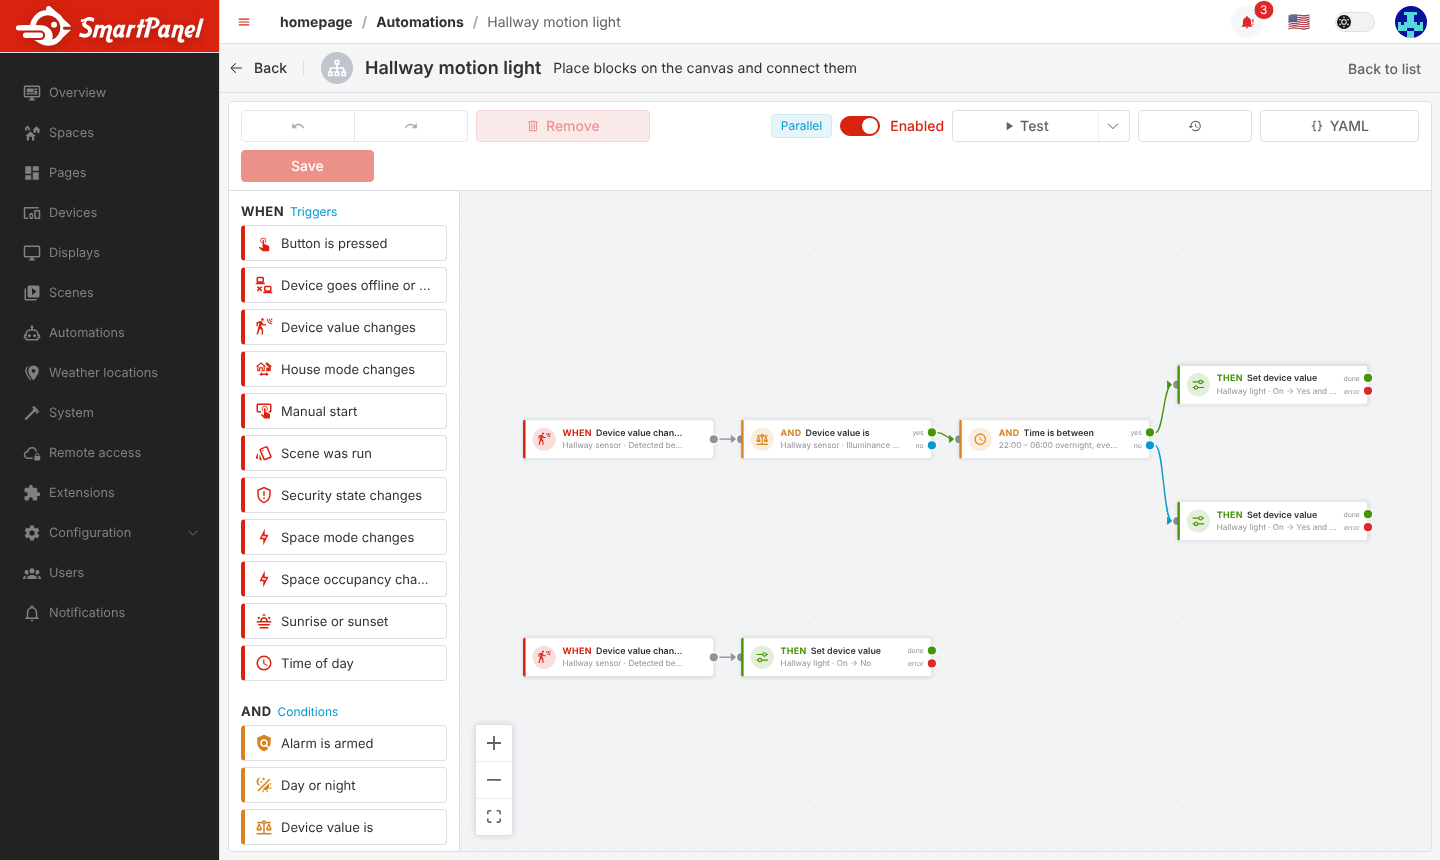 SmartPanel
homepage / Automations / Hallway motion light
3
Back
Hallway motion light Place blocks on the canvas and connect them
Back to list
Overview
Spaces
Pages
Devices
Displays
Scenes
Automations
Weather locations
System
Remote access
Extensions
Configuration
Users
Notifications
Remove
Parallel
Enabled
Test
{} YAML
Save
WHEN Triggers
Button is pressed
Device goes offline or ...
Device value changes
House mode changes
Manual start
Scene was run
Security state changes
Space mode changes
Space occupancy cha...
Sunrise or sunset
Time of day
AND Conditions
Alarm is armed
Day or night
Device value is
WHEN Device value chan...
Hallway sensor · Detected be...
AND Device value is
Hallway sensor · Illuminance ...
yes
no
AND Time is between
22:00 – 06:00 overnight, eve...
yes
no
THEN Set device value
Hallway light · On → Yes and ...
done
error
THEN Set device value
Hallway light · On → Yes and ...
done
error
WHEN Device value chan...
Hallway sensor · Detected be...
THEN Set device value
Hallway light · On → No
done
error